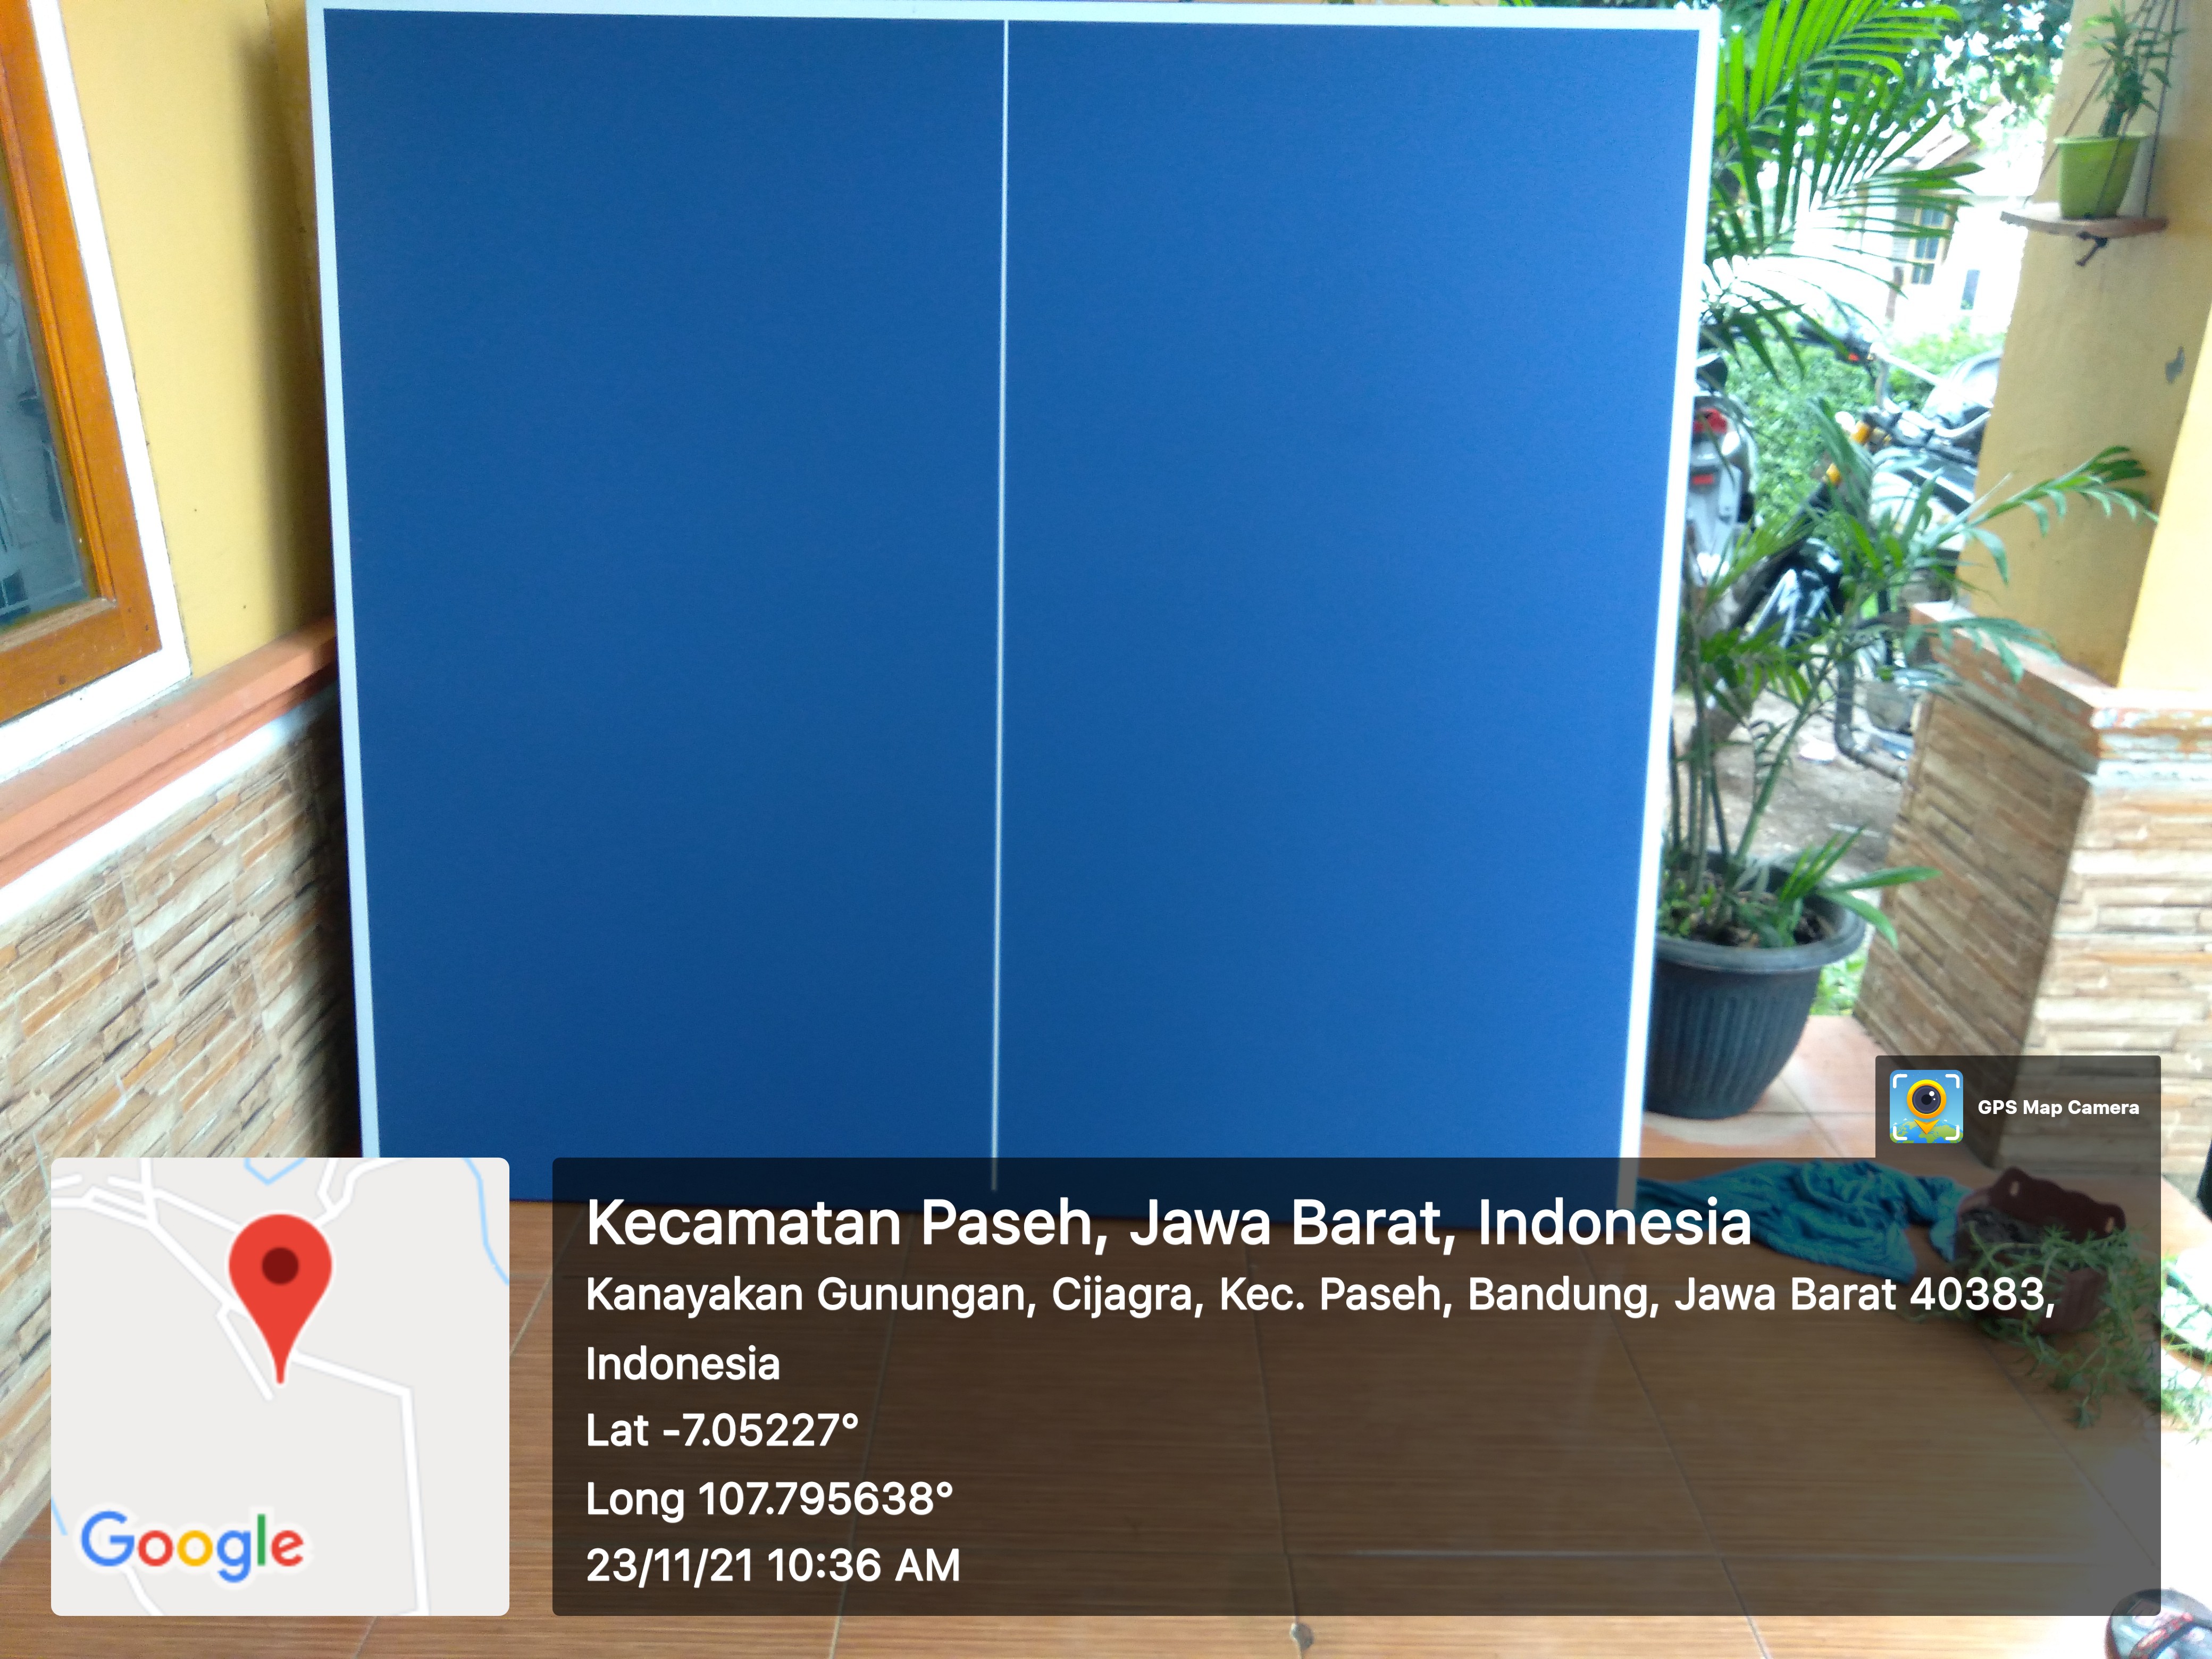 GPS Map Camera
Kecamatan Paseh, Jawa Barat, Indonesia
Kanayakan Gunungan, Cijagra, Kec. Paseh, Bandung, Jawa Barat 40383,
Indonesia
Lat -7.05227°
Long 107.795638°
23/11/21 10:36 AM
Google